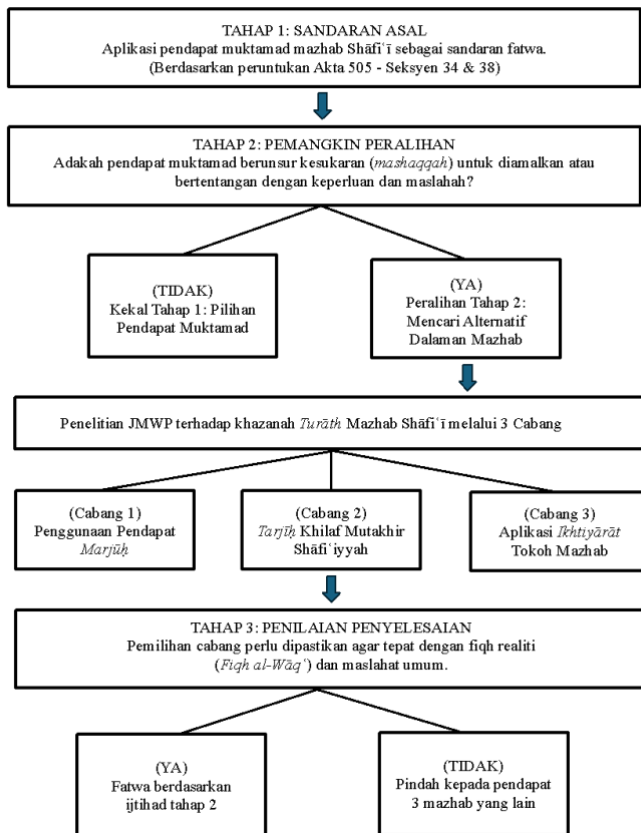 TAHAP 1: SANDARAN ASAL
Aplikasi pendapat muktamad mazhab Shāfiʻī sebagai sandaran fatwa.
(Berdasarkan peruntukan Akta 505 - Seksyen 34 & 38)
TAHAP 2: PEMANGKIN PERALIHAN
Adakah pendapat muktamad berunsur kesukaran (mashaqqah) untuk diamalkan atau
bertentangan dengan keperluan dan maslahah?
(TIDAK)
Kekal Tahap 1: Pilihan
Pendapat Muktamad
(YA)
Peralihan Tahap 2:
Mencari Alternatif
Dalaman Mazhab
Penelitian JMWP terhadap khazanah Turāth Mazhab Shāfiʻī melalui 3 Cabang
(Cabang 1)
Penggunaan Pendapat
Marjūḥ
(Cabang 2)
Tarjīḥ Khilaf Mutakhir
Shāfiʻiyyah
(Cabang 3)
Aplikasi Ikhtiyārāt
Tokoh Mazhab
TAHAP 3: PENILAIAN PENYELESAIAN
Pemilihan cabang perlu dipastikan agar tepat dengan fiqh realiti
(Fiqh al-Wāqʻ) dan maslahat umum.
(YA)
Fatwa berdasarkan
ijtihad tahap 2
(TIDAK)
Pindah kepada pendapat
3 mazhab yang lain